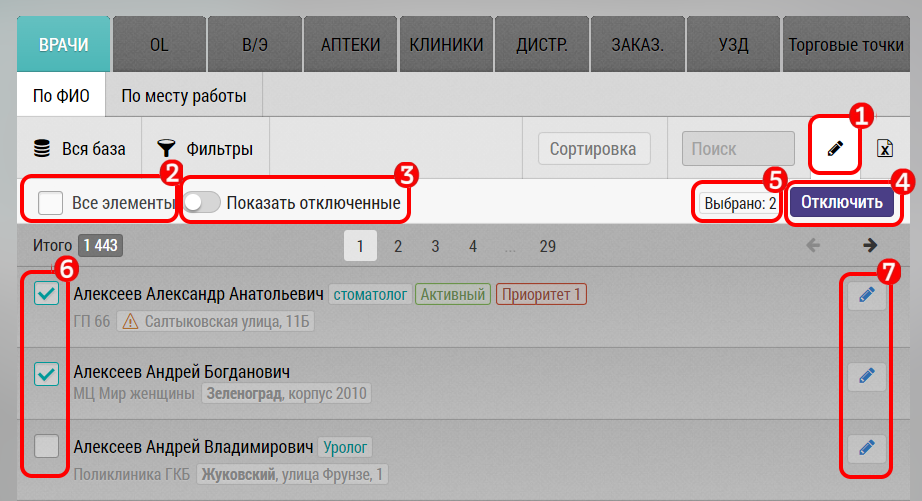 ВРАЧИ OL В/Э АПТЕКИ КЛИНИКИ ДИСТР. ЗАКАЗ. УЗД Торговые точки
По ФИО По месту работы
1
Вся база Фильтры Сортировка Поиск
2 3 5 4
Все элементы Показать отключенные Выбрано: 2 Отключить
Итого 1 443 1 2 3 4 ... 29
6 7
Алексеев Александр Анатольевич стоматолог Активный Приоритет 1
ГП 66 Салтыковская улица, 11Б
Алексеев Андрей Богданович
МЦ Мир женщины Зеленоград, корпус 2010
Алексеев Андрей Владимирович Уролог
Поликлиника ГКБ Жуковский, улица Фрунзе, 1